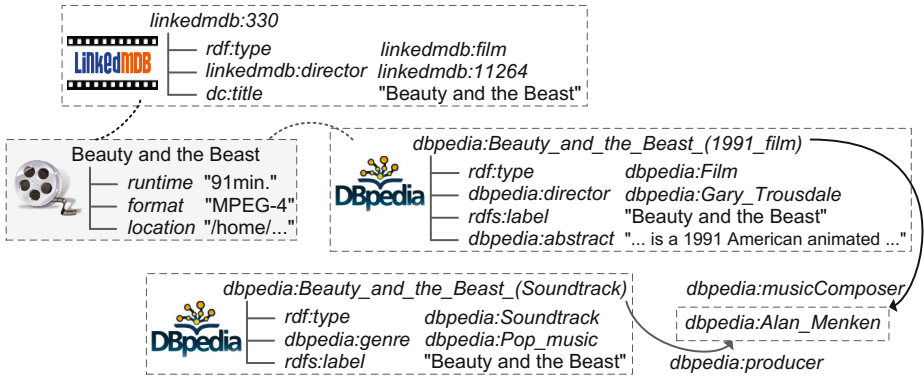 linkedmdb:330
LinkedMDB
rdf:type linkedmdb:film
linkedmdb:director linkedmdb:11264
dc:title "Beauty and the Beast"
Beauty and the Beast
runtime "91min."
format "MPEG-4"
location "/home/..."
dbpedia:Beauty_and_the_Beast_(1991_film)
DBpedia
rdf:type dbpedia:Film
dbpedia:director dbpedia:Gary_Trousdale
rdfs:label "Beauty and the Beast"
dbpedia:abstract "... is a 1991 American animated ..."
dbpedia:Beauty_and_the_Beast_(Soundtrack)
DBpedia
rdf:type dbpedia:Soundtrack
dbpedia:genre dbpedia:Pop_music
rdfs:label "Beauty and the Beast"
dbpedia:musicComposer
dbpedia:Alan_Menken
dbpedia:producer